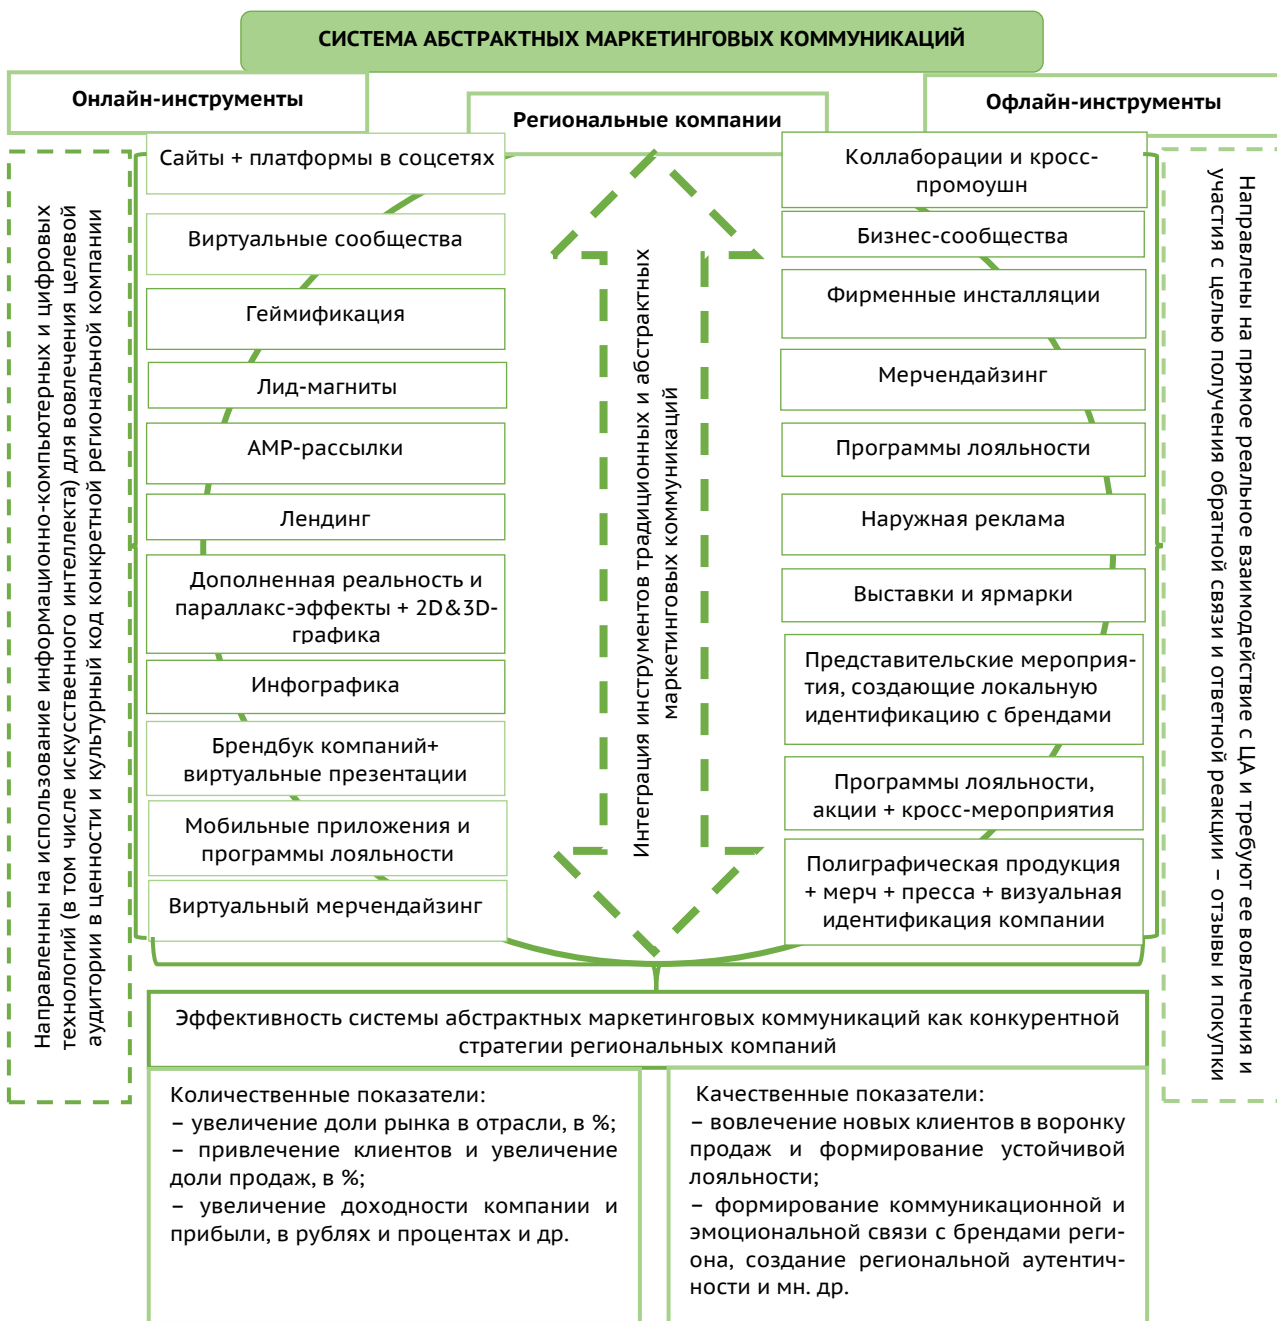 СИСТЕМА АБСТРАКТНЫХ МАРКЕТИНГОВЫХ КОММУНИКАЦИЙ
Онлайн-инструменты
Региональные компании
Офлайн-инструменты
Направленны на использование информационно-компьютерных и цифровых
технологий (в том числе искусственного интеллекта) для вовлечения целевой
аудитории в ценности и культурный код конкретной региональной компании
Сайты + платформы в соцсетях
Виртуальные сообщества
Геймификация
Лид-магниты
AMP-рассылки
Лендинг
Дополненная реальность и
параллакс-эффекты + 2D&3D-
графика
Инфографика
Брендбук компаний+
виртуальные презентации
Мобильные приложения и
программы лояльности
Виртуальный мерчендайзинг
Интеграция инструментов традиционных и абстрактных
маркетинговых коммуникаций
Коллаборации и кросс-
промоушн
Бизнес-сообщества
Фирменные инсталляции
Мерчендайзинг
Программы лояльности
Наружная реклама
Выставки и ярмарки
Представительские мероприя-
тия, создающие локальную
идентификацию с брендами
Программы лояльности,
акции + кросс-мероприятия
Полиграфическая продукция
+ мерч + пресса + визуальная
идентификация компании
Направлены на прямое реальное взаимодействие с ЦА и требуют ее вовлечения и
участия с целью получения обратной связи и ответной реакции – отзывы и покупки
Эффективность системы абстрактных маркетинговых коммуникаций как конкурентной
стратегии региональных компаний
Количественные показатели:
– увеличение доли рынка в отрасли, в %;
– привлечение клиентов и увеличение
доли продаж, в %;
– увеличение доходности компании и
прибыли, в рублях и процентах и др.
Качественные показатели:
– вовлечение новых клиентов в воронку
продаж и формирование устойчивой
лояльности;
– формирование коммуникационной и
эмоциональной связи с брендами реги-
она, создание региональной аутентич-
ности и мн. др.